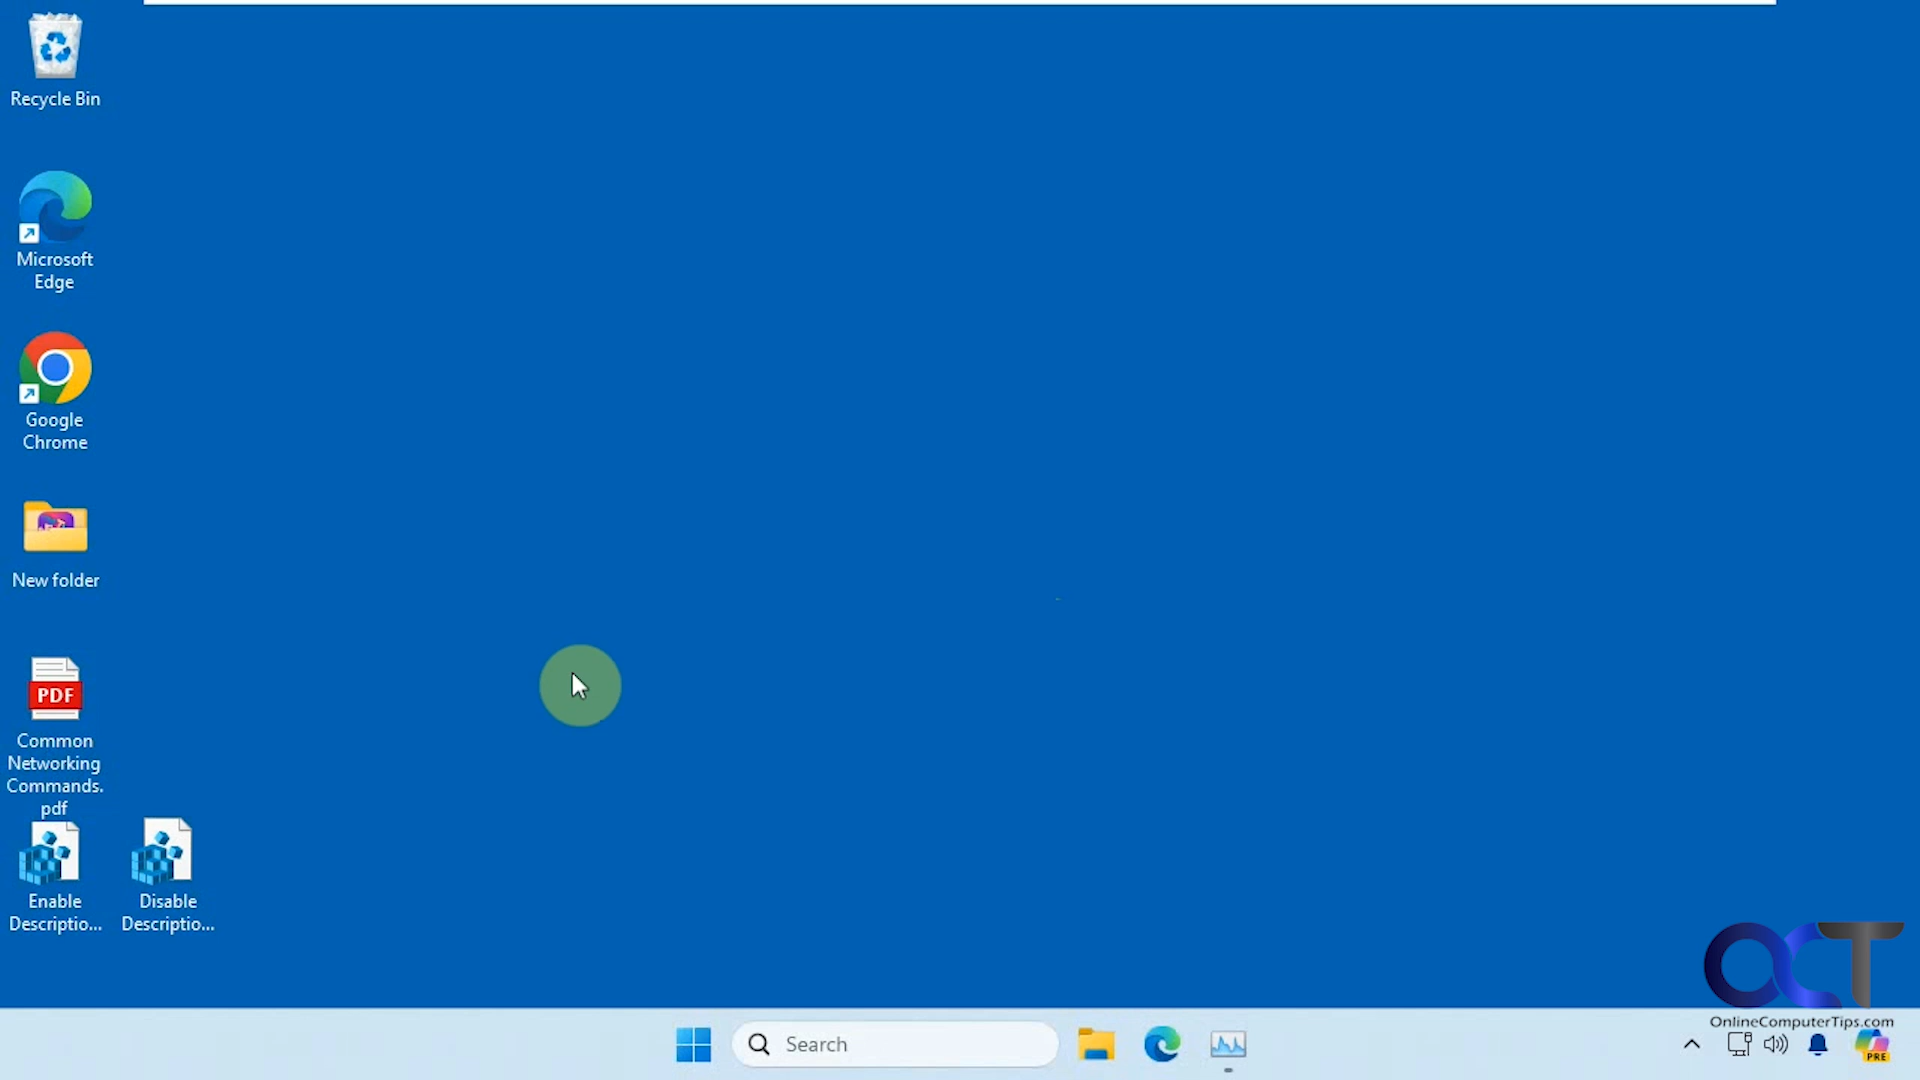 Recycle Bin
Microsoft
Edge
Google
Chrome
New folder
PDF
Common
Networking
Commands.
pdf
Enable
Descriptio...
Disable
Descriptio...
Search
OCT
OnlineComputerTips.com
PRE